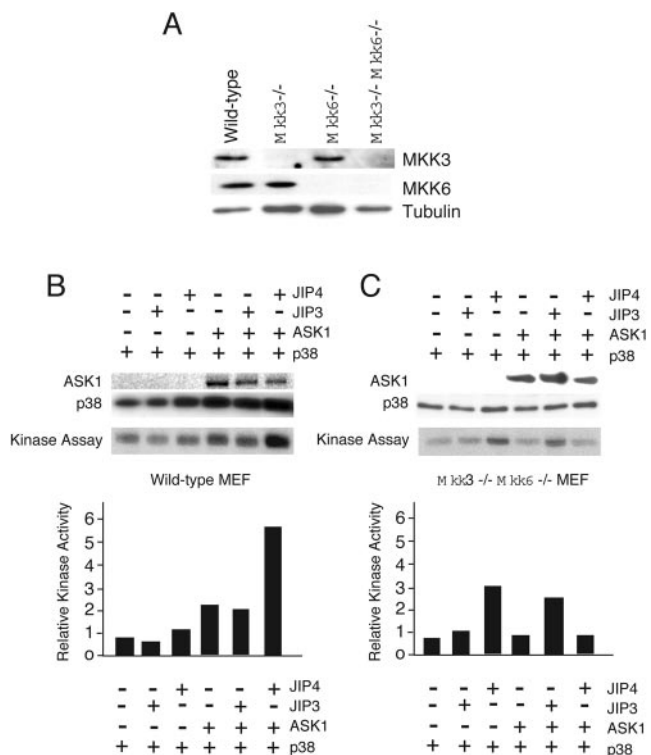 A
Wild-type
Mkk3-/-
Mkk6-/-
Mkk3-/- Mkk6-/-
MKK3
MKK6
Tubulin
B
- - + - - + JIP4
- + - - + - JIP3
- - - + + + ASK1
+ + + + + + p38
ASK1
p38
Kinase Assay
Wild-type MEF
Relative Kinase Activity
6
5
4
3
2
1
0
- - + - - + JIP4
- + - - + - JIP3
- - - + + + ASK1
+ + + + + + p38
C
- - + - - + JIP4
- + - - + - JIP3
- - - + + + ASK1
+ + + + + + p38
ASK1
p38
Kinase Assay
Mkk3 -/- Mkk6 -/- MEF
Relative Kinase Activity
6
5
4
3
2
1
0
- - + - - + JIP4
- + - - + - JIP3
- - - + + + ASK1
+ + + + + + p38